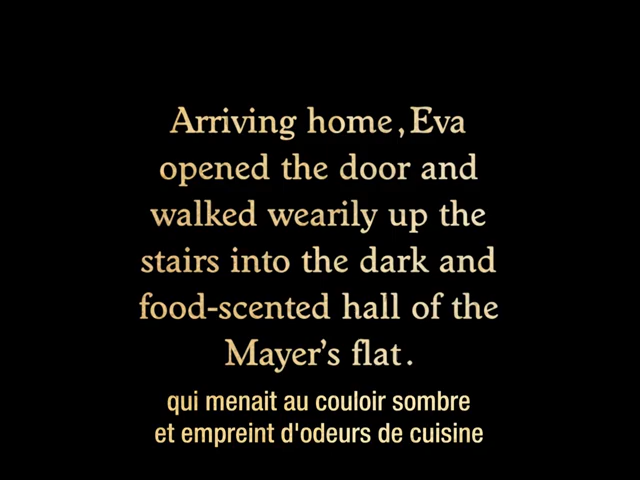 Arriving home, Eva
opened the door and
walked wearily up the
stairs into the dark and
food-scented hall of the
Mayer's flat.
qui menait au couloir sombre
et empreint d'odeurs de cuisine